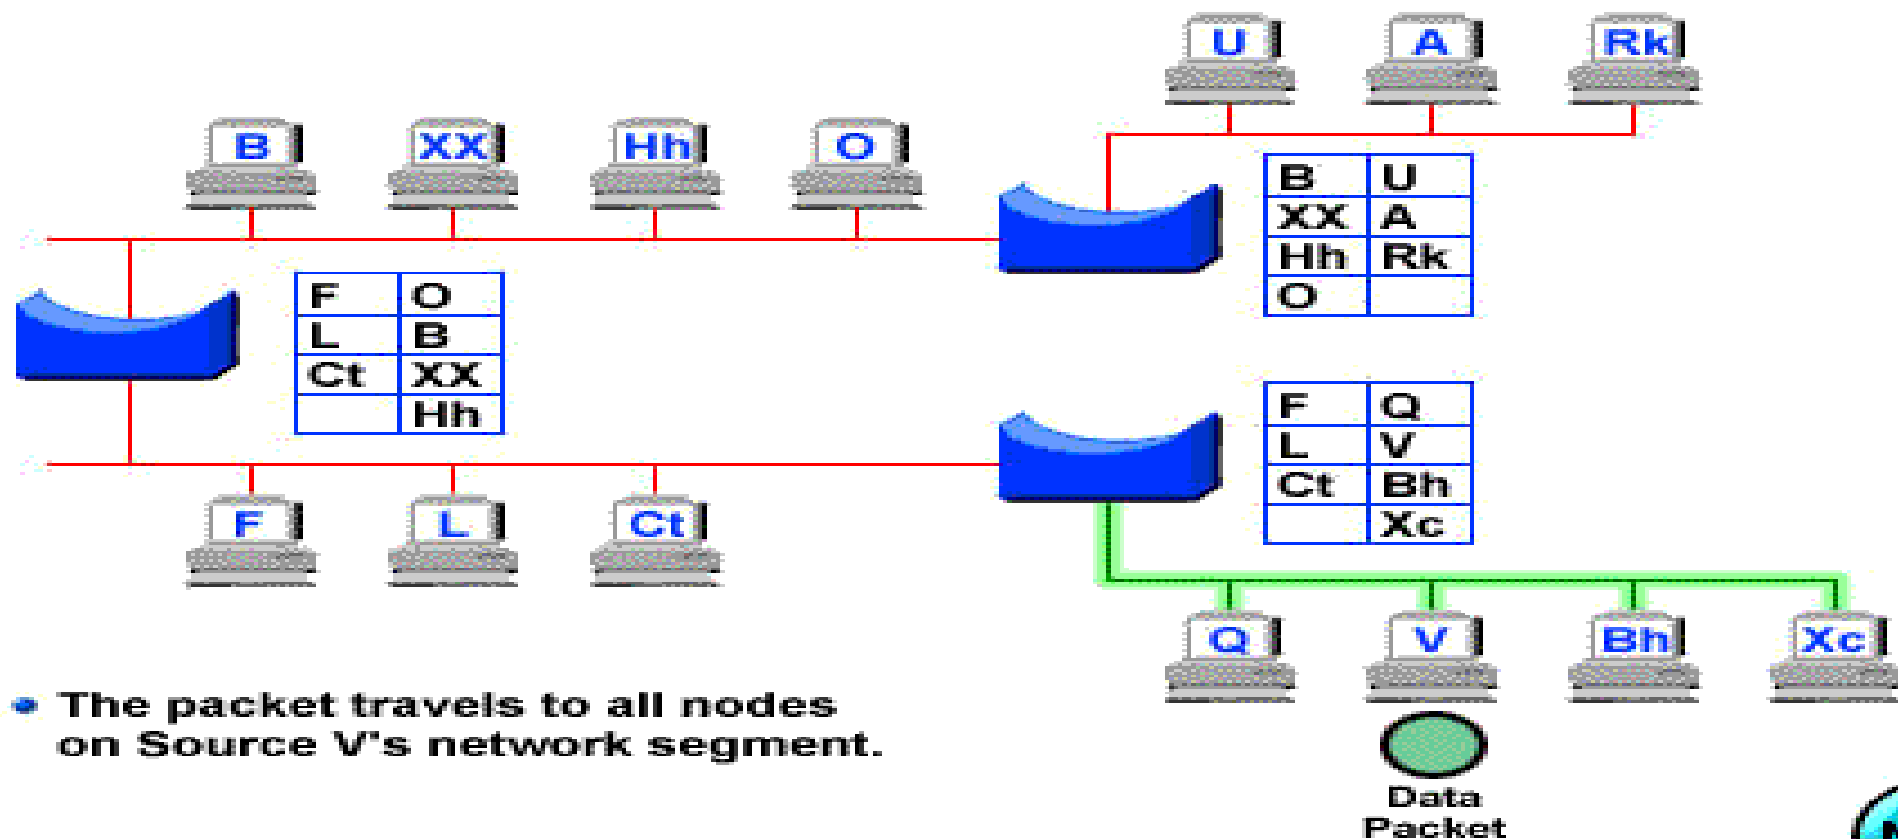 U A Rk
B XX Hh O
B U
XX A
Hh Rk
O
F O
L B
Ct XX
Hh
F Q
L V
Ct Bh
Xc
F L Ct
Q V Bh Xc
The packet travels to all nodes
on Source V's network segment.
Data
Packet